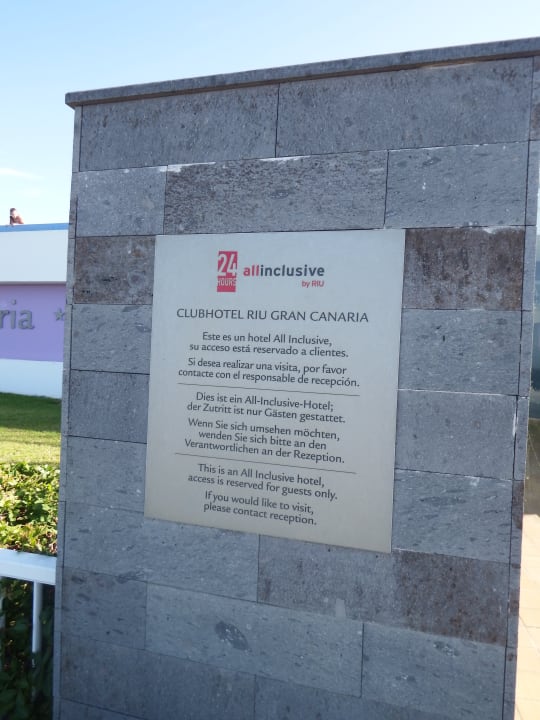 24
HOURS
allinclusive
by RIU
CLUBHOTEL RIU GRAN CANARIA
Este es un hotel All Inclusive,
su acceso está reservado a clientes.
Si desea realizar una visita, por favor
contacte con el responsable de recepción.
Dies ist ein All-Inclusive-Hotel;
der Zutritt ist nur Gästen gestattet.
Wenn Sie sich umsehen möchten,
wenden Sie sich bitte an den
Verantwortlichen an der Rezeption.
This is an All Inclusive hotel,
access is reserved for guests only.
If you would like to visit,
please contact reception.